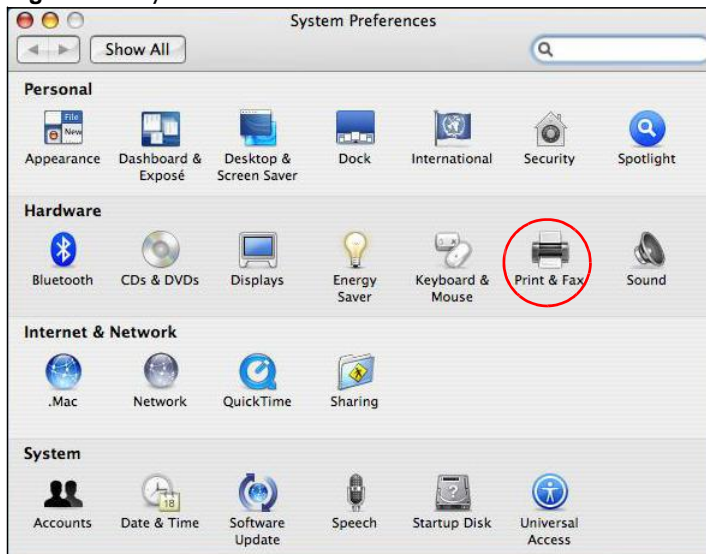 System Preferences
Show All
Personal
File
New
Appearance Dashboard & Exposé Desktop & Screen Saver Dock International Security Spotlight
Hardware
Bluetooth CDs & DVDs Displays Energy Saver Keyboard & Mouse Print & Fax Sound
Internet & Network
.Mac Network QuickTime Sharing
System
18
Accounts Date & Time Software Update Speech Startup Disk Universal Access